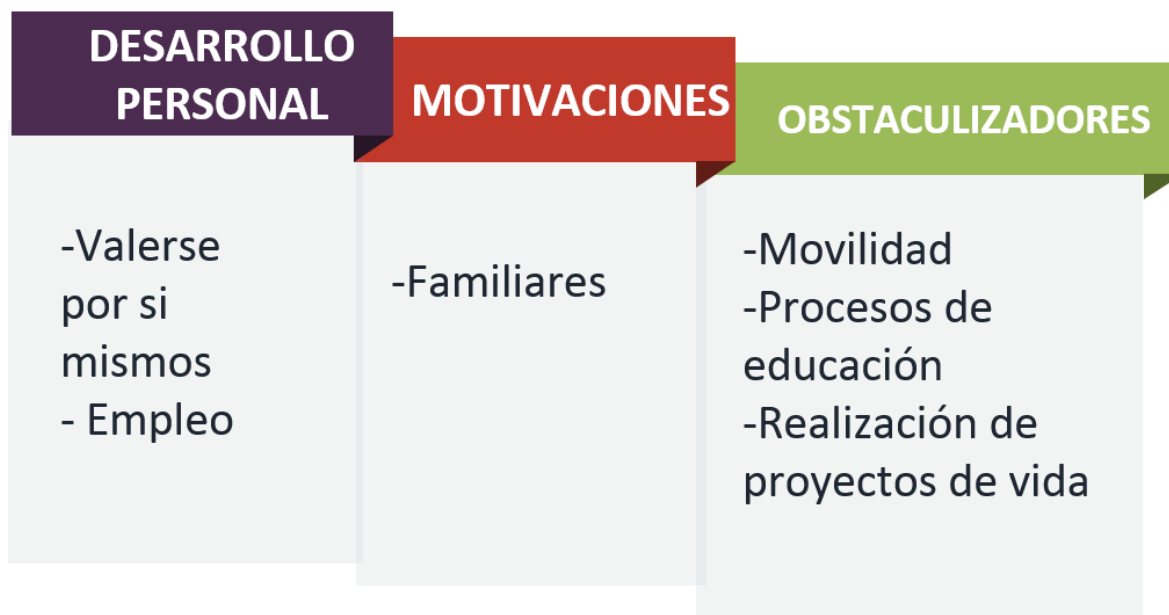 DESARROLLO
PERSONAL
-Valerse
por si
mismos
- Empleo
MOTIVACIONES
-Familiares
OBSTACULIZADORES
-Movilidad
-Procesos de
educación
-Realización de
proyectos de vida